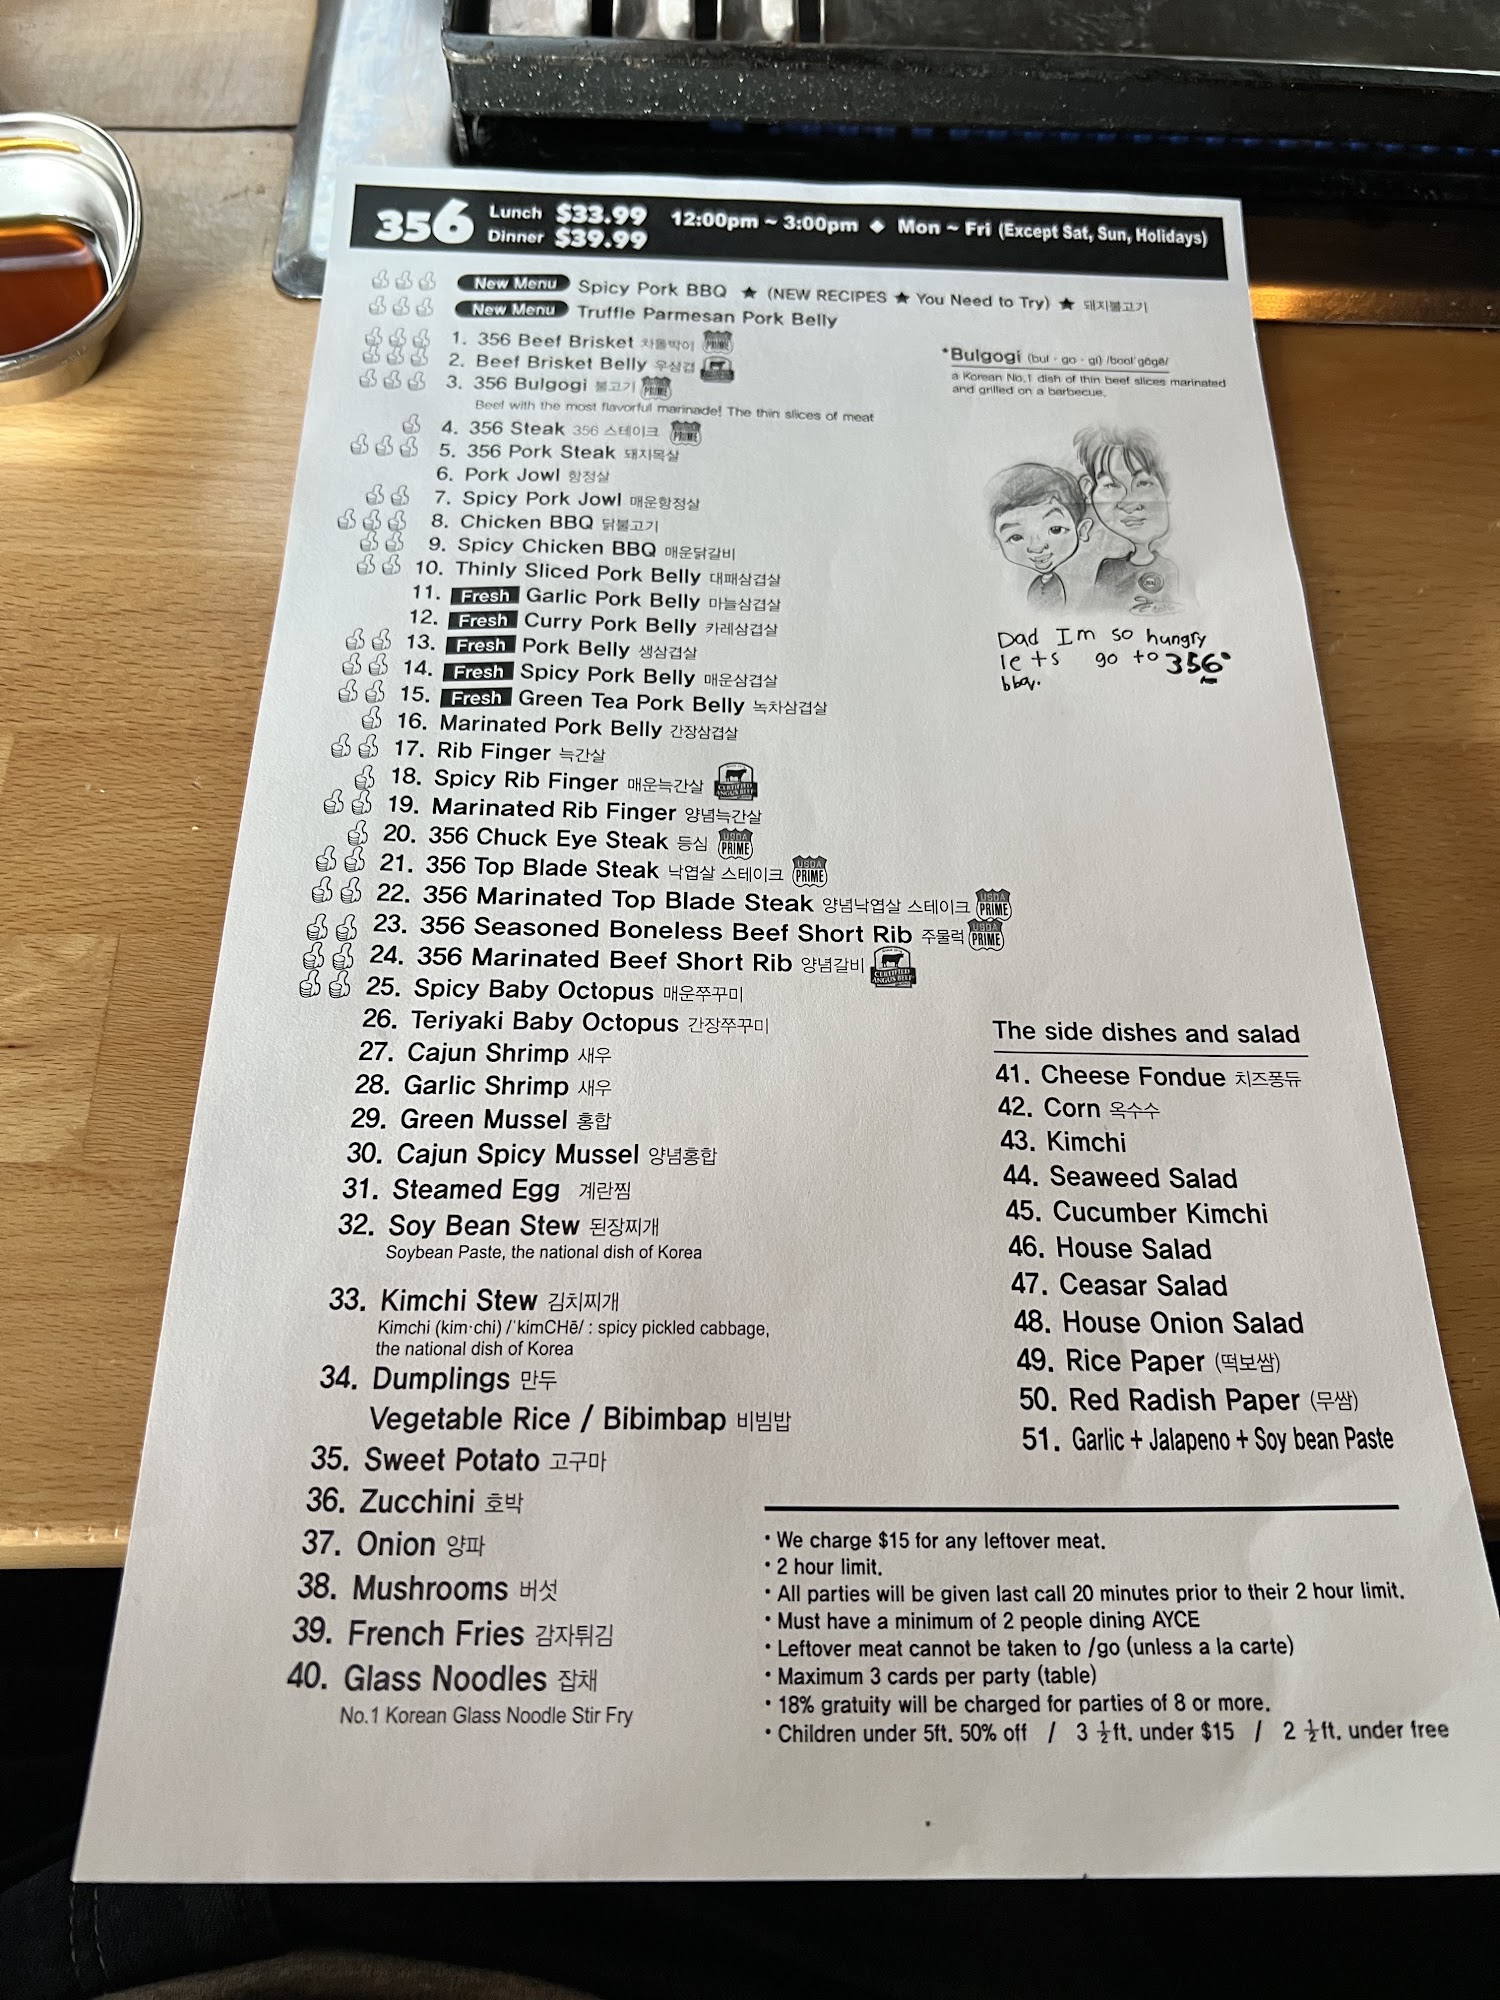 356 Lunch $33.99 12:00pm ~ 3:00pm ◆ Mon ~ Fri (Except Sat, Sun, Holidays)
Dinner $39.99
New Menu Spicy Pork BBQ ★ (NEW RECIPES ★ You Need to Try) ★ 돼지불고기
New Menu Truffle Parmesan Pork Belly
1. 356 Beef Brisket 차돌박이 USDA PRIME
2. Beef Brisket Belly 우삼겹
3. 356 Bulgogi 불고기 USDA PRIME
Beef with the most flavorful marinade! The thin slices of meat
*Bulgogi (bul · go · gi) /boolˈgōgē/
a Korean No.1 dish of thin beef slices marinated
and grilled on a barbecue.
4. 356 Steak 356 스테이크 USDA PRIME
5. 356 Pork Steak 돼지목살
6. Pork Jowl 항정살
7. Spicy Pork Jowl 매운항정살
8. Chicken BBQ 닭불고기
9. Spicy Chicken BBQ 매운닭갈비
10. Thinly Sliced Pork Belly 대패삼겹살
11. Fresh Garlic Pork Belly 마늘삼겹살
12. Fresh Curry Pork Belly 카레삼겹살
13. Fresh Pork Belly 생삼겹살
14. Fresh Spicy Pork Belly 매운삼겹살
15. Fresh Green Tea Pork Belly 녹차삼겹살
16. Marinated Pork Belly 간장삼겹살
17. Rib Finger 늑간살
18. Spicy Rib Finger 매운늑간살 CERTIFIED ANGUS BEEF
19. Marinated Rib Finger 양념늑간살
20. 356 Chuck Eye Steak 등심 USDA PRIME
21. 356 Top Blade Steak 낙엽살 스테이크 USDA PRIME
22. 356 Marinated Top Blade Steak 양념낙엽살 스테이크 USDA PRIME
23. 356 Seasoned Boneless Beef Short Rib 주물럭 USDA PRIME
24. 356 Marinated Beef Short Rib 양념갈비 CERTIFIED ANGUS BEEF
25. Spicy Baby Octopus 매운쭈꾸미
26. Teriyaki Baby Octopus 간장쭈꾸미
27. Cajun Shrimp 새우
28. Garlic Shrimp 새우
29. Green Mussel 홍합
30. Cajun Spicy Mussel 양념홍합
31. Steamed Egg 계란찜
32. Soy Bean Stew 된장찌개
Soybean Paste, the national dish of Korea
33. Kimchi Stew 김치찌개
Kimchi (kim·chi) /ˈkimCHē/ : spicy pickled cabbage,
the national dish of Korea
34. Dumplings 만두
Vegetable Rice / Bibimbap 비빔밥
35. Sweet Potato 고구마
36. Zucchini 호박
37. Onion 양파
38. Mushrooms 버섯
39. French Fries 감자튀김
40. Glass Noodles 잡채
No.1 Korean Glass Noodle Stir Fry
Dad Im so hungry
lets go to 356
bbq.
The side dishes and salad
41. Cheese Fondue 치즈퐁듀
42. Corn 옥수수
43. Kimchi
44. Seaweed Salad
45. Cucumber Kimchi
46. House Salad
47. Ceasar Salad
48. House Onion Salad
49. Rice Paper (떡보쌈)
50. Red Radish Paper (무쌈)
51. Garlic + Jalapeno + Soy bean Paste
• We charge $15 for any leftover meat.
• 2 hour limit.
• All parties will be given last call 20 minutes prior to their 2 hour limit.
• Must have a minimum of 2 people dining AYCE
• Leftover meat cannot be taken to /go (unless a la carte)
• Maximum 3 cards per party (table)
• 18% gratuity will be charged for parties of 8 or more.
• Children under 5ft. 50% off / 3 ½ft. under $15 / 2 ½ft. under free